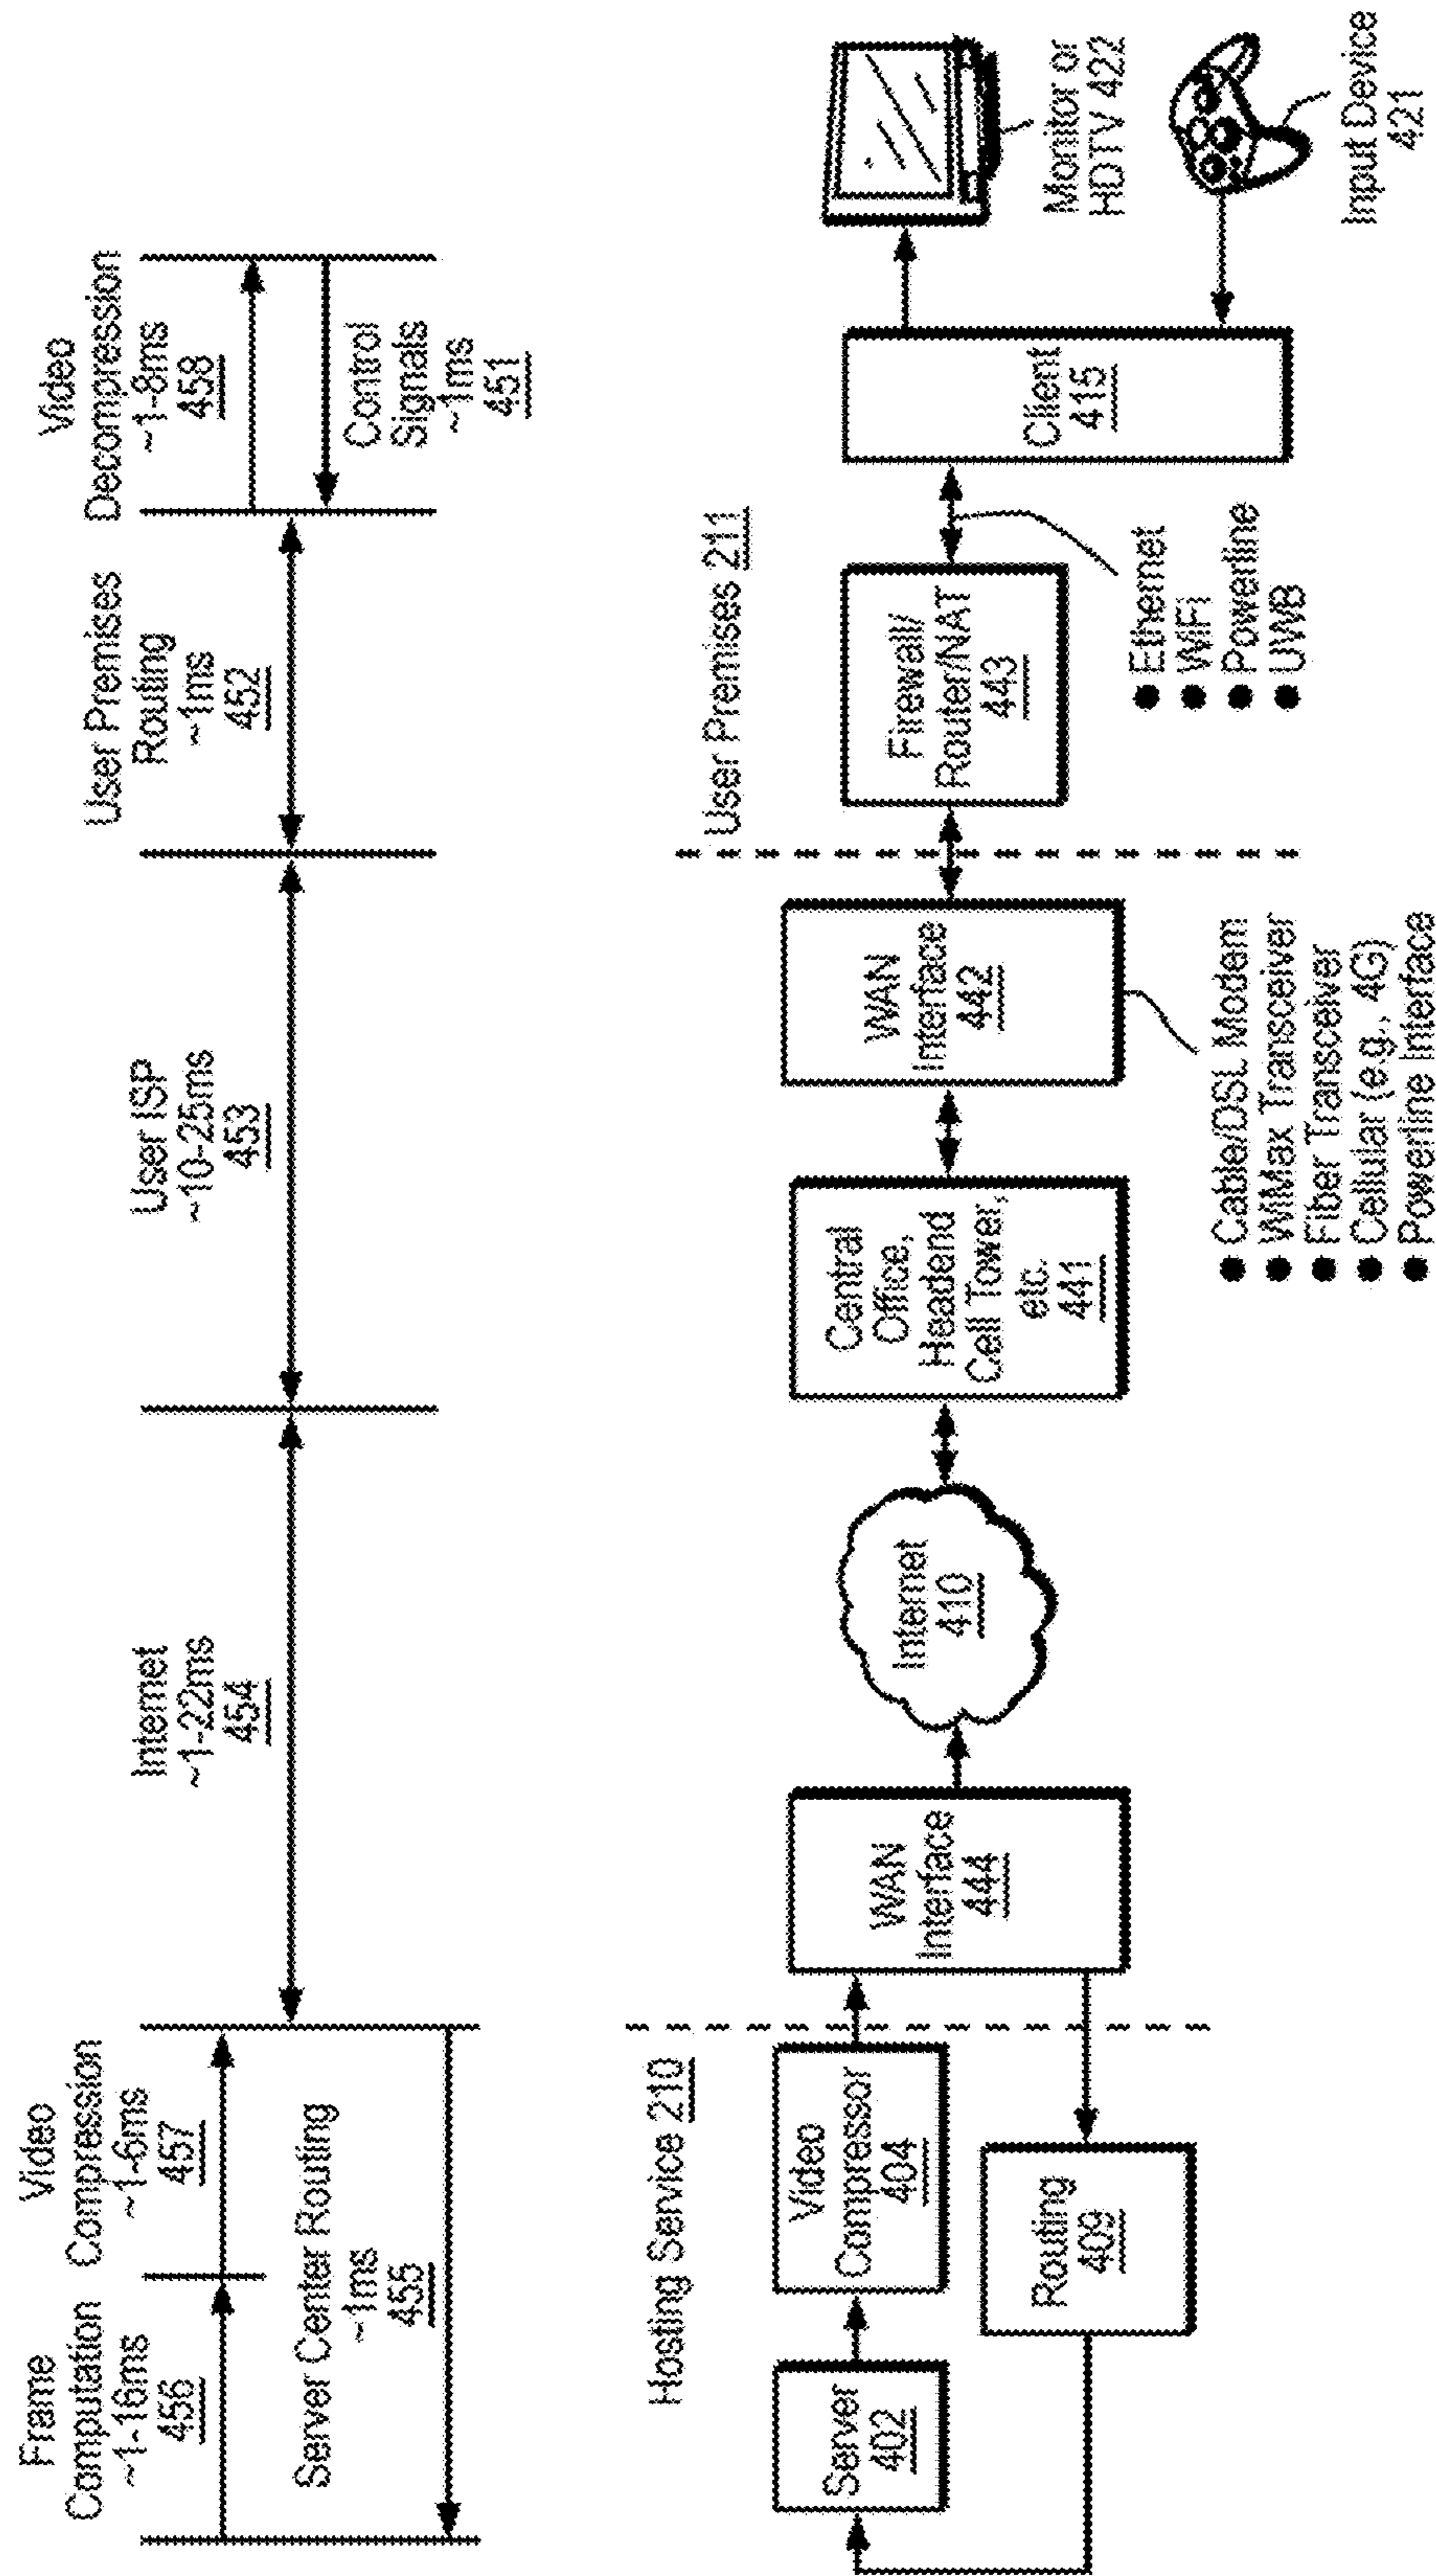 Frame
Computation
~1-16ms
456
Video
Compression
~1-6ms
457
Server Center Routing
~1ms
455
Internet
~1-22ms
454
User ISP
~10-25ms
453
User Premises
Routing
~1ms
452
Video
Decompression
~1-8ms
458
Control
Signals
~1ms
451
Hosting Service 210
Server
402
Video
Compressor
404
Routing
409
WAN
Interface
444
Internet
410
Central
Office,
Headend
Cell Tower,
etc.
441
WAN
Interface
442
● Cable/DSL Modem
● WiMax Transceiver
● Fiber Transceiver
● Cellular (e.g., 4G)
● Powerline Interface
User Premises 211
Firewall/
Router/NAT
443
● Ethernet
● WiFi
● Powerline
● UWB
Client
415
Monitor or
HDTV 422
Input Device
421